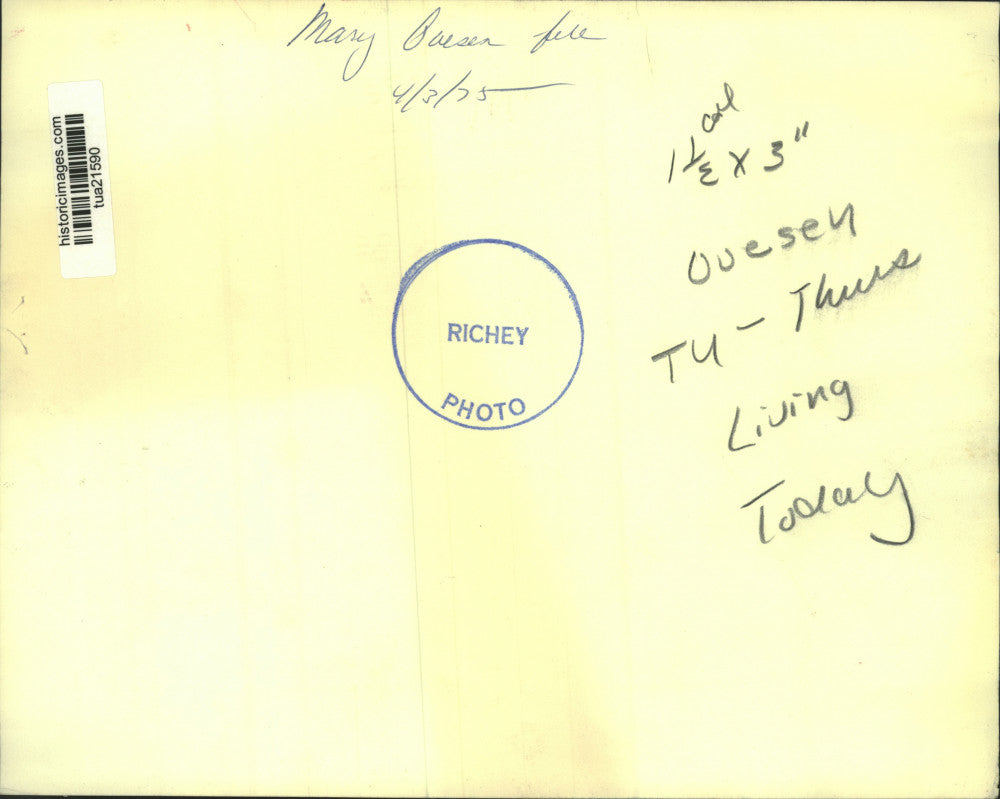 Mary Ovesen file
4/3/75
historicimages.com
tua21590
1 1/2 col X 3"
Ovesen
TU - Thurs
Living
Today
RICHEY
PHOTO